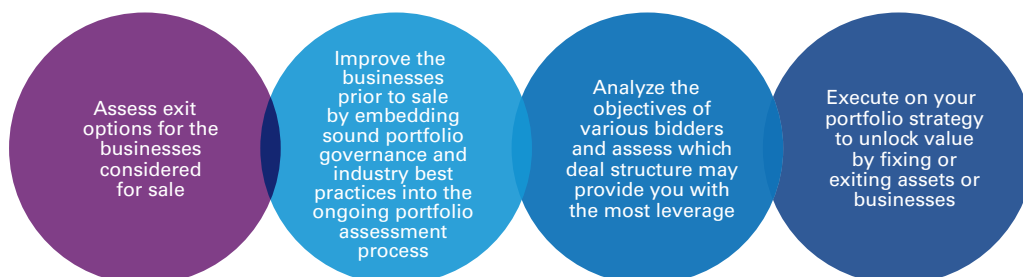 Assess exit
options for the
businesses
considered
for sale
Improve the
businesses
prior to sale
by embedding
sound portfolio
governance and
industry best
practices into the
ongoing portfolio
assessment
process
Analyze the
objectives of
various bidders
and assess which
deal structure may
provide you with
the most leverage
Execute on your
portfolio strategy
to unlock value
by fixing or
exiting assets or
businesses